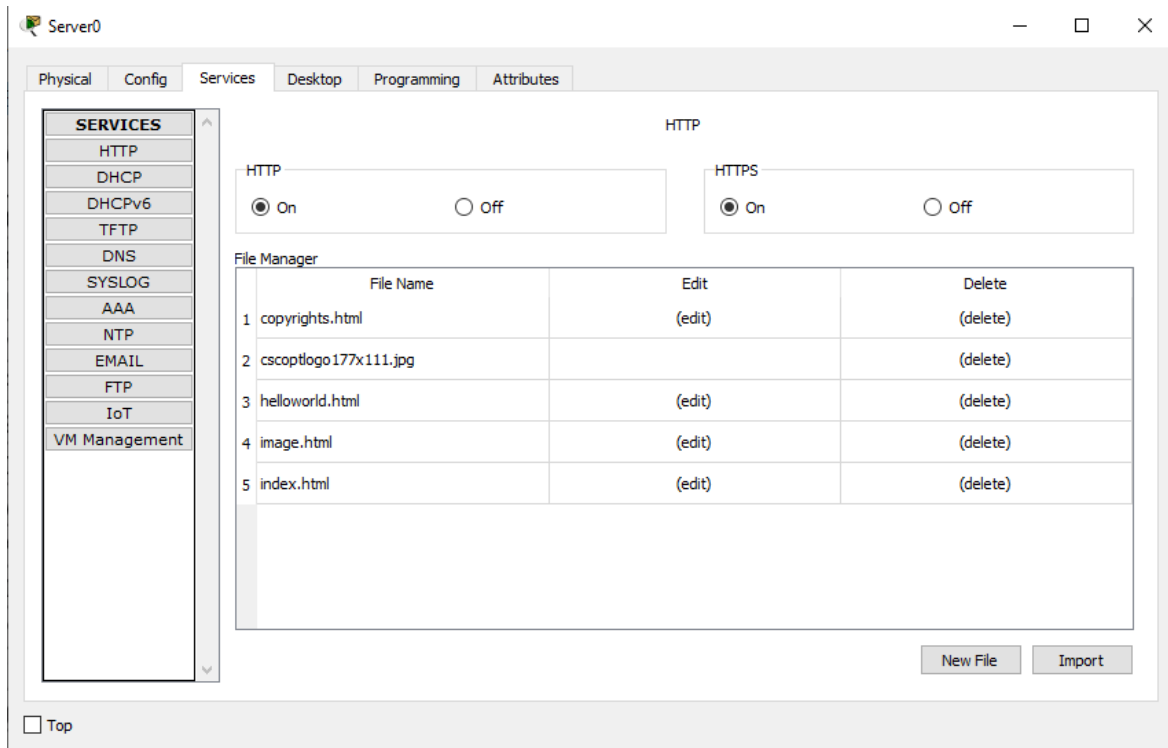 Server0
Physical Config Services Desktop Programming Attributes
SERVICES
HTTP
DHCP
DHCPv6
TFTP
DNS
SYSLOG
AAA
NTP
EMAIL
FTP
IoT
VM Management
HTTP
HTTP
On Off
HTTPS
On Off
File Manager
File Name Edit Delete
1 copyrights.html (edit) (delete)
2 cscoptlogo177x111.jpg (delete)
3 helloworld.html (edit) (delete)
4 image.html (edit) (delete)
5 index.html (edit) (delete)
New File Import
Top